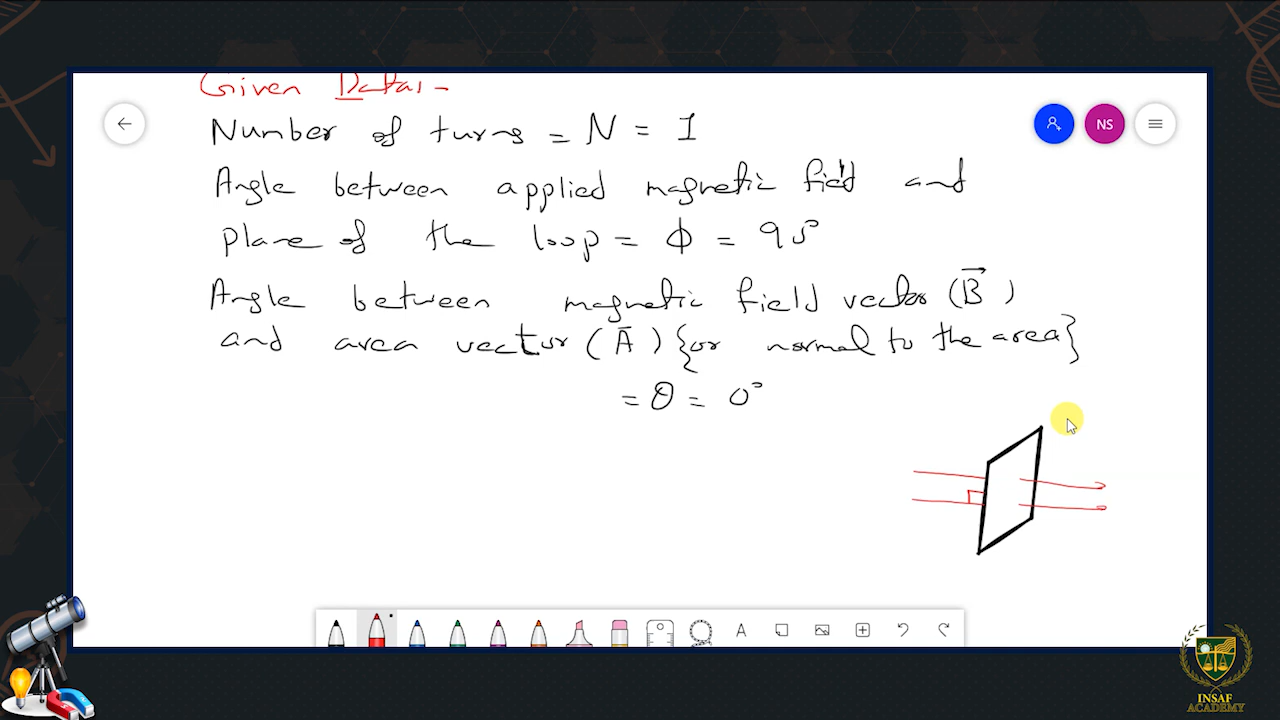 Given Data:-
Number of turns = N = 1
Angle between applied magnetic field and
plane of the loop = ϕ = 90°
Angle between magnetic field vector (B⃗)
and area vector (A⃗) {or normal to the area}
= θ = 0°
NS
A
INSAF
ACADEMY